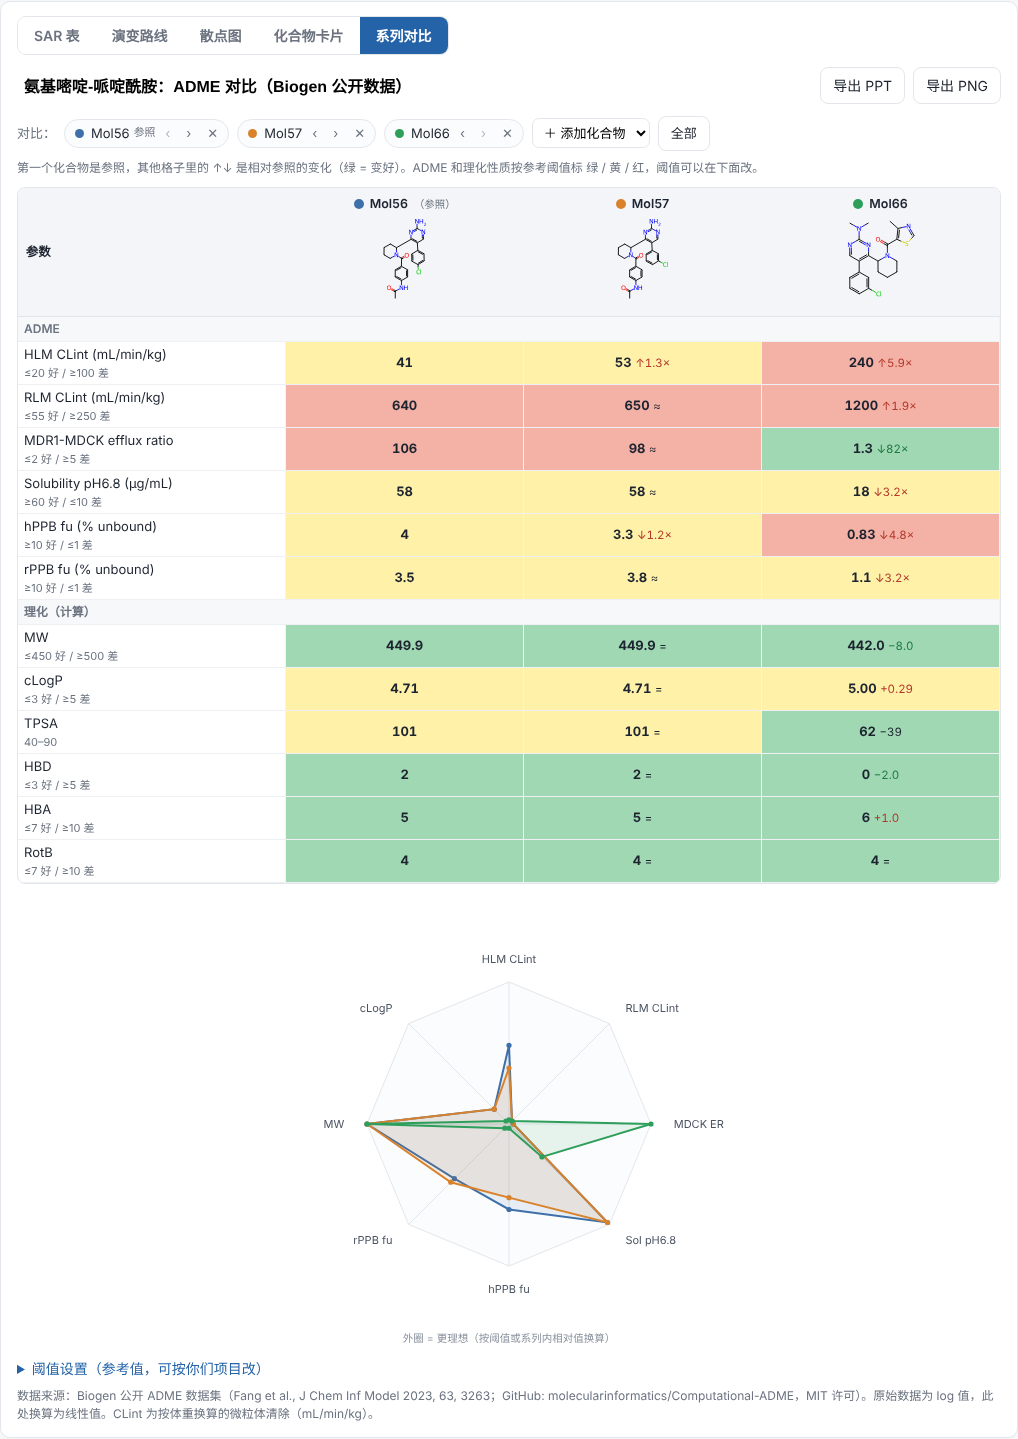 SAR 表 演变路线 散点图 化合物卡片 系列对比
氨基嘧啶-哌啶酰胺：ADME 对比（Biogen 公开数据） 导出 PPT 导出 PNG
对比： Mol56 参照 ‹ › ✕ Mol57 ‹ › ✕ Mol66 ‹ › ✕ ＋ 添加化合物 全部
第一个化合物是参照，其他格子里的 ↑↓ 是相对参照的变化（绿 = 变好）。ADME 和理化性质按参考阈值标 绿 / 黄 / 红，阈值可以在下面改。
参数 Mol56 （参照） Mol57 Mol66
NH₂ N N N O Cl O NH
NH₂ N N N O Cl O NH
N N N O N N S Cl
ADME
HLM CLint (mL/min/kg) 41 53 ↑1.3× 240 ↑5.9×
≤20 好 / ≥100 差
RLM CLint (mL/min/kg) 640 650 ≈ 1200 ↑1.9×
≤55 好 / ≥250 差
MDR1-MDCK efflux ratio 106 98 ≈ 1.3 ↓82×
≤2 好 / ≥5 差
Solubility pH6.8 (µg/mL) 58 58 ≈ 18 ↓3.2×
≥60 好 / ≤10 差
hPPB fu (% unbound) 4 3.3 ↓1.2× 0.83 ↓4.8×
≥10 好 / ≤1 差
rPPB fu (% unbound) 3.5 3.8 ≈ 1.1 ↓3.2×
≥10 好 / ≤1 差
理化（计算）
MW 449.9 449.9 = 442.0 −8.0
≤450 好 / ≥500 差
cLogP 4.71 4.71 = 5.00 +0.29
≤3 好 / ≥5 差
TPSA 101 101 = 62 −39
40–90
HBD 2 2 = 0 −2.0
≤3 好 / ≥5 差
HBA 5 5 = 6 +1.0
≤7 好 / ≥10 差
RotB 4 4 = 4 =
≤7 好 / ≥10 差
HLM CLint
cLogP RLM CLint
MW MDCK ER
rPPB fu Sol pH6.8
hPPB fu
外圈 = 更理想（按阈值或系列内相对值换算）
▶ 阈值设置（参考值，可按你们项目改）
数据来源：Biogen 公开 ADME 数据集（Fang et al., J Chem Inf Model 2023, 63, 3263；GitHub: molecularinformatics/Computational-ADME，MIT 许可）。原始数据为 log 值，此
处换算为线性值。CLint 为按体重换算的微粒体清除（mL/min/kg）。